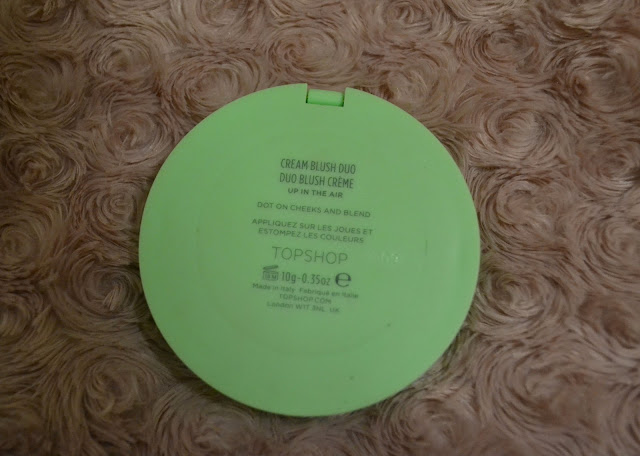 CREAM BLUSH DUO
DUO BLUSH CRÈME
UP IN THE AIR
DOT ON CHEEKS AND BLEND
APPLIQUEZ SUR LES JOUES ET
ESTOMPEZ LES COULEURS
TOPSHOP
10g-0.35oz e
Made in Italy Fabriqué en Italie
TOPSHOP.COM
London W1T 3NL. UK